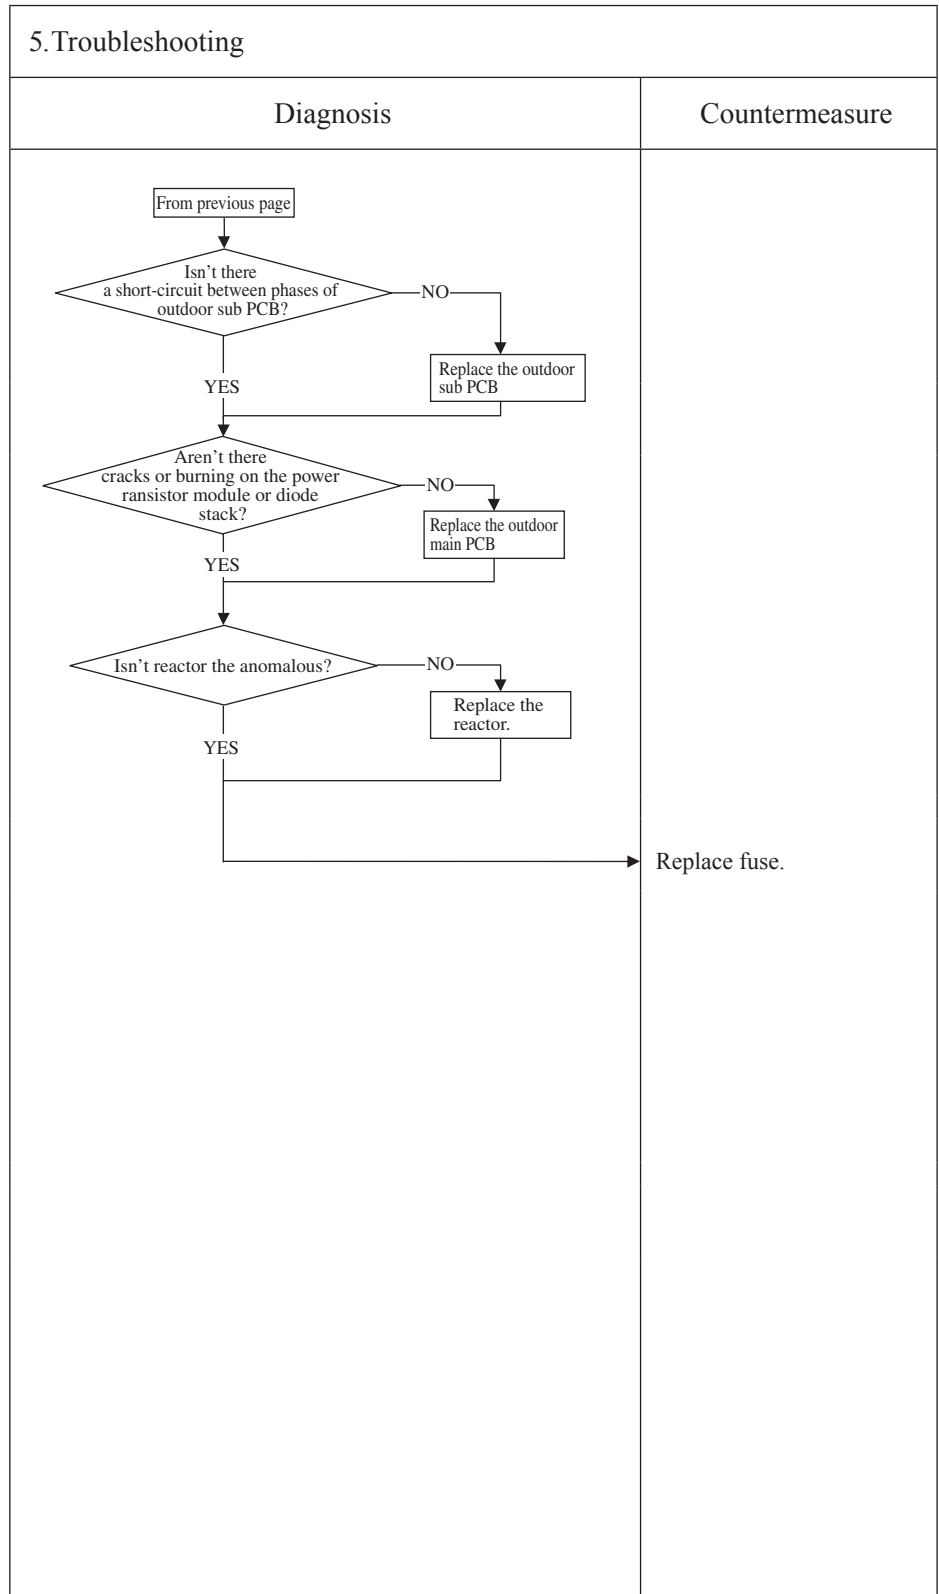 5.Troubleshooting
Diagnosis
Countermeasure
From previous page
Isn't there
a short-circuit between phases of
outdoor sub PCB?
NO
Replace the outdoor
sub PCB
YES
Aren't there
cracks or burning on the power
ransistor module or diode
stack?
NO
Replace the outdoor
main PCB
YES
Isn't reactor the anomalous?
NO
Replace the
reactor.
YES
Replace fuse.